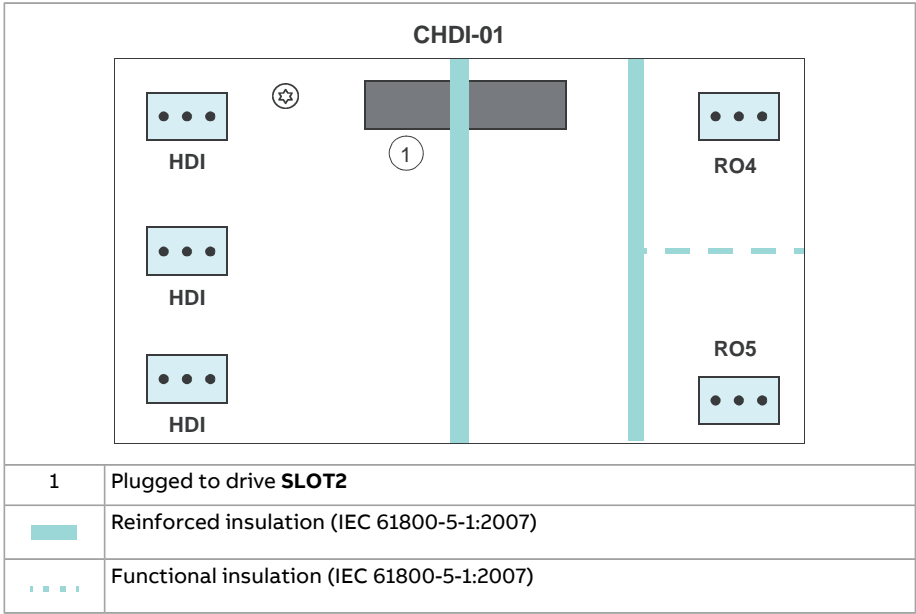 CHDI-01
HDI
1
RO4
HDI
RO5
HDI
1 Plugged to drive SLOT2
Reinforced insulation (IEC 61800-5-1:2007)
Functional insulation (IEC 61800-5-1:2007)